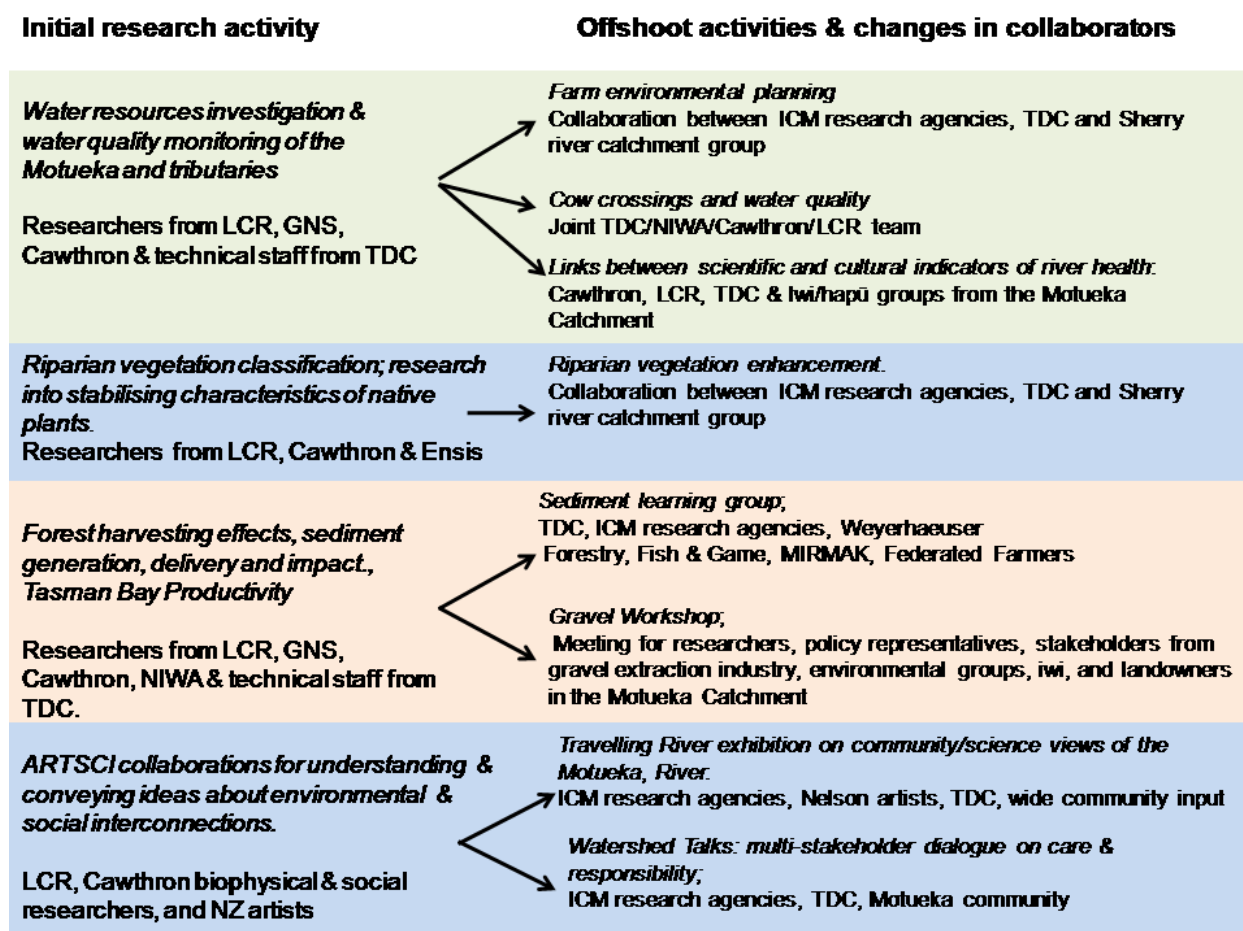 Initial research activity
Offshoot activities & changes in collaborators
Water resources investigation &
water quality monitoring of the
Motueka and tributaries
Researchers from LCR, GNS,
Cawthron & technical staff from TDC
Farm environmental planning
Collaboration between ICM research agencies, TDC and Sherry
river catchment group
Cow crossings and water quality
Joint TDC/NIWA/Cawthron/LCR team
Links between scientific and cultural indicators of river health:
Cawthron, LCR, TDC & Iwi/hapū groups from the Motueka
Catchment
Riparian vegetation classification; research
into stabilising characteristics of native
plants.
Researchers from LCR, Cawthron & Ensis
Riparian vegetation enhancement.
Collaboration between ICM research agencies, TDC and Sherry
river catchment group
Forest harvesting effects, sediment
generation, delivery and impact.,
Tasman Bay Productivity
Researchers from LCR, GNS,
Cawthron, NIWA & technical staff from
TDC.
Sediment learning group;
TDC, ICM research agencies, Weyerhaeuser
Forestry, Fish & Game, MIRMAK, Federated Farmers
Gravel Workshop;
Meeting for researchers, policy representatives, stakeholders from
gravel extraction industry, environmental groups, iwi, and landowners
in the Motueka Catchment
ARTSCI collaborations for understanding &
conveying ideas about environmental &
social interconnections.
LCR, Cawthron biophysical & social
researchers, and NZ artists
Travelling River exhibition on community/science views of the
Motueka, River.
ICM research agencies, Nelson artists, TDC, wide community input
Watershed Talks: multi-stakeholder dialogue on care &
responsibility;
ICM research agencies, TDC, Motueka community